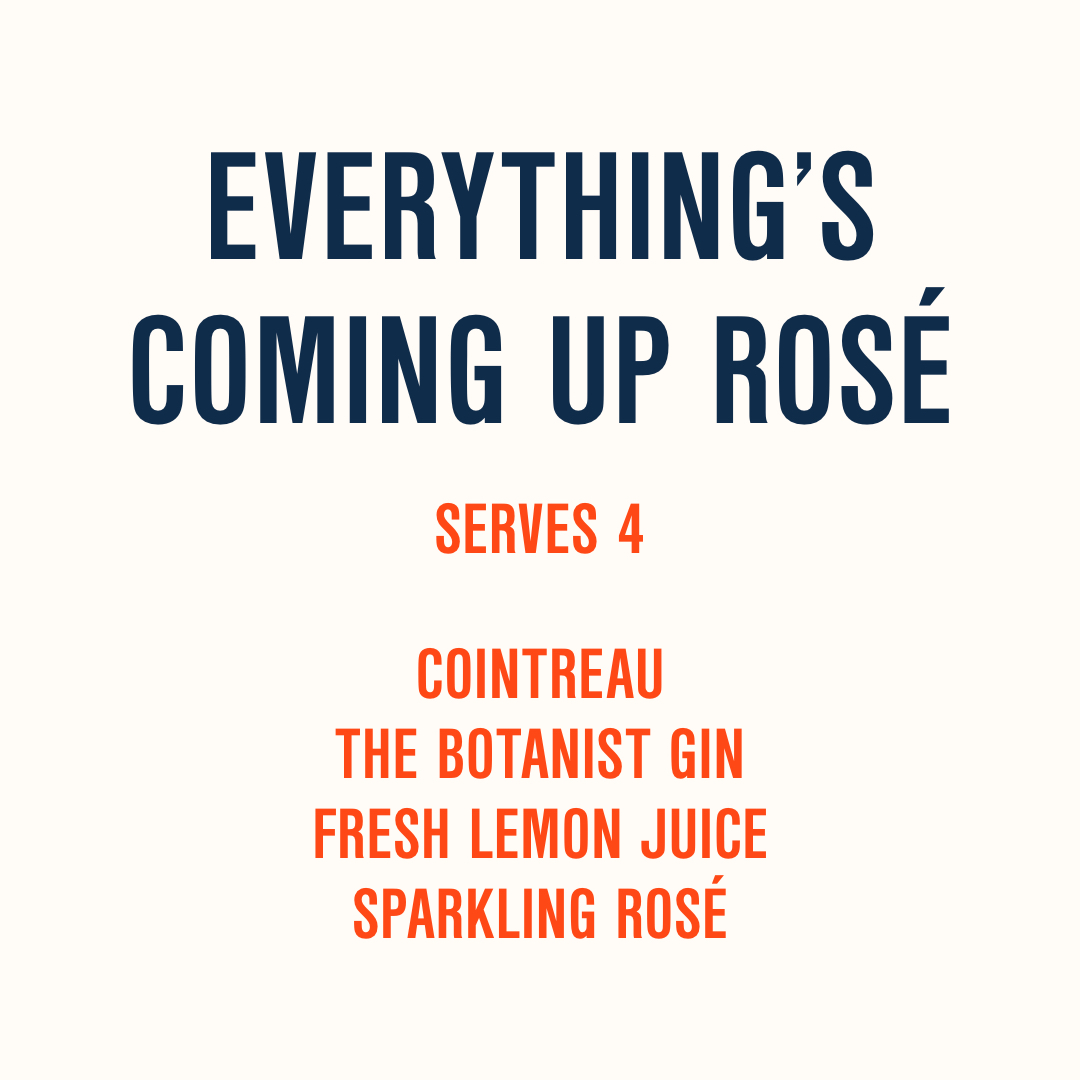 EVERYTHING’S
COMING UP ROSÉ
SERVES 4
COINTREAU
THE BOTANIST GIN
FRESH LEMON JUICE
SPARKLING ROSÉ